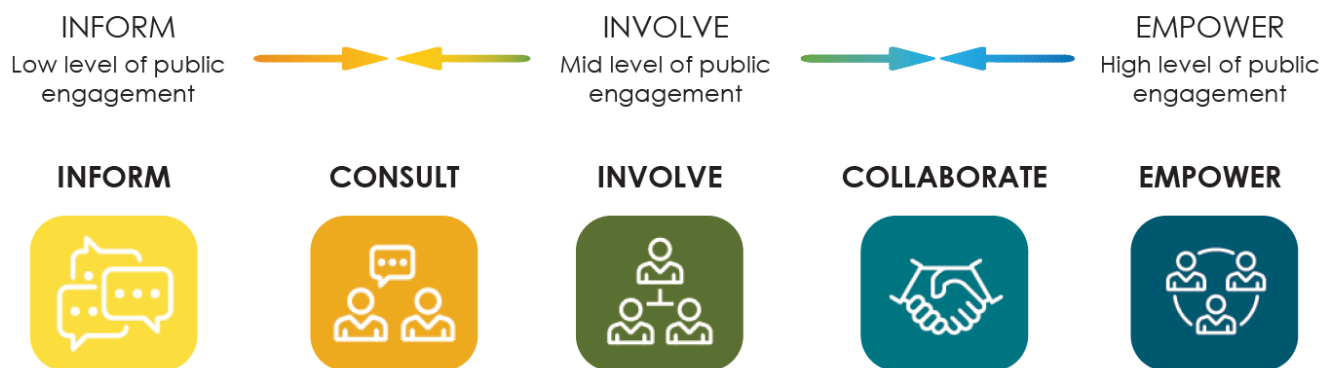 INFORM
Low level of public
engagement
INVOLVE
Mid level of public
engagement
EMPOWER
High level of public
engagement
INFORM
CONSULT
INVOLVE
COLLABORATE
EMPOWER